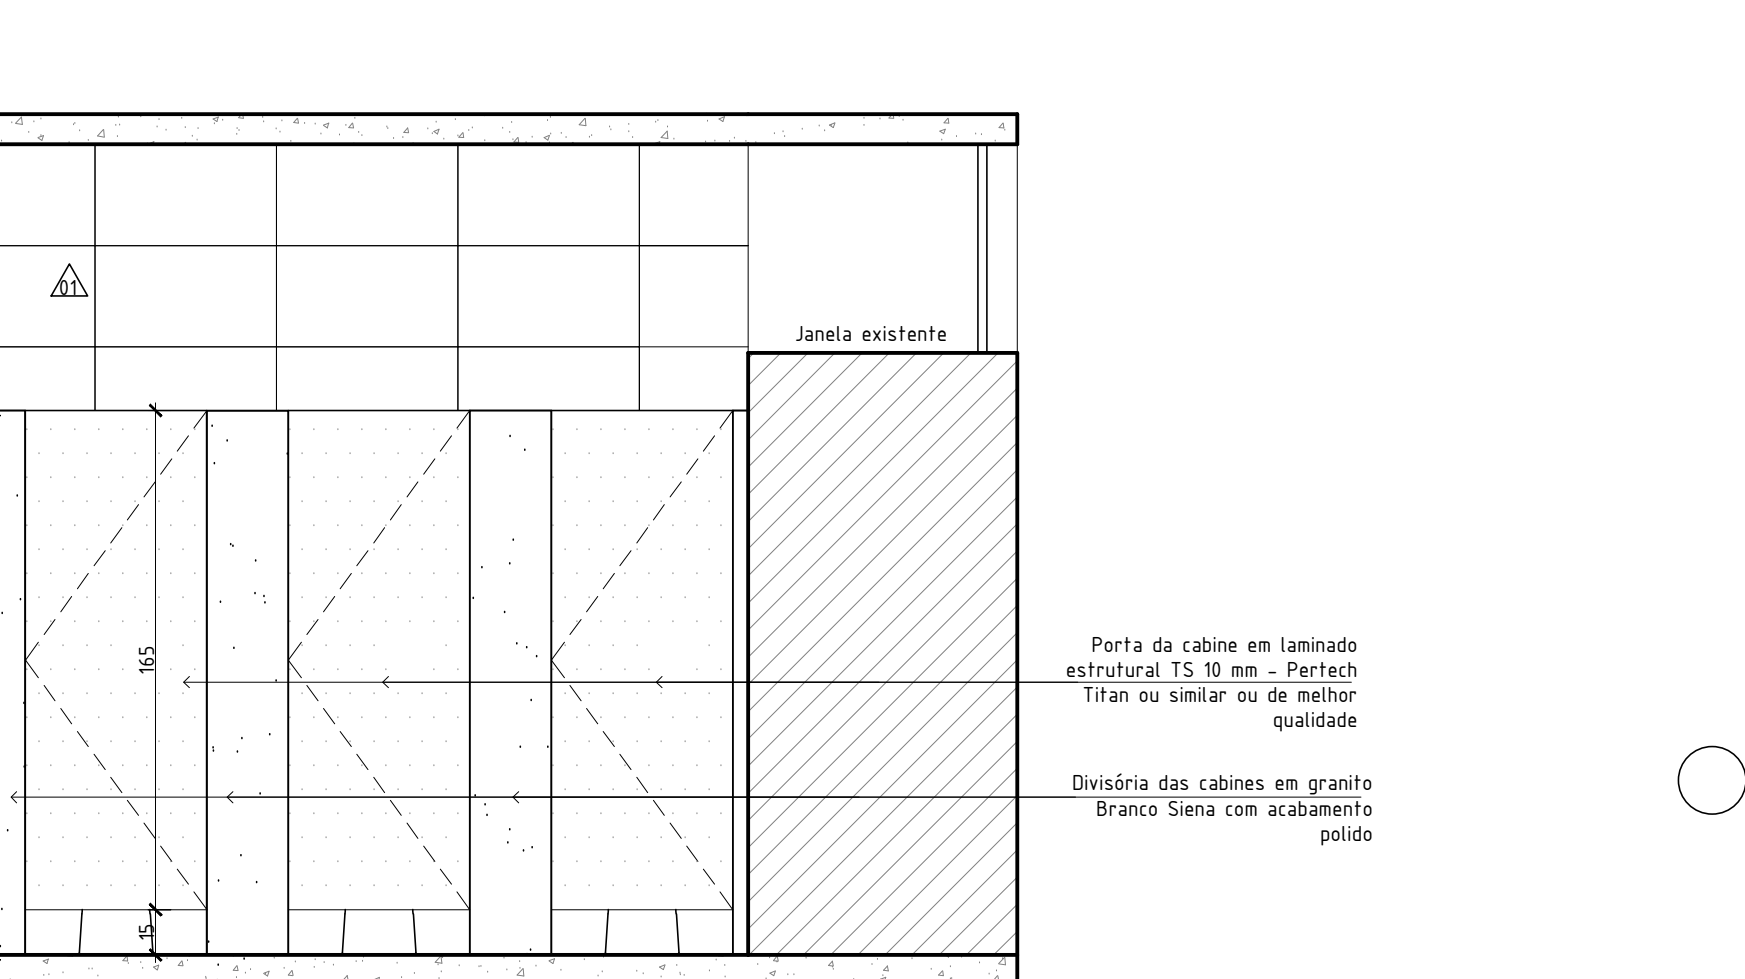 01
Janela existente
165
Porta da cabine em laminado
estrutural TS 10 mm - Pertech
Titan ou similar ou de melhor
qualidade
Divisória das cabines em granito
Branco Siena com acabamento
polido
15